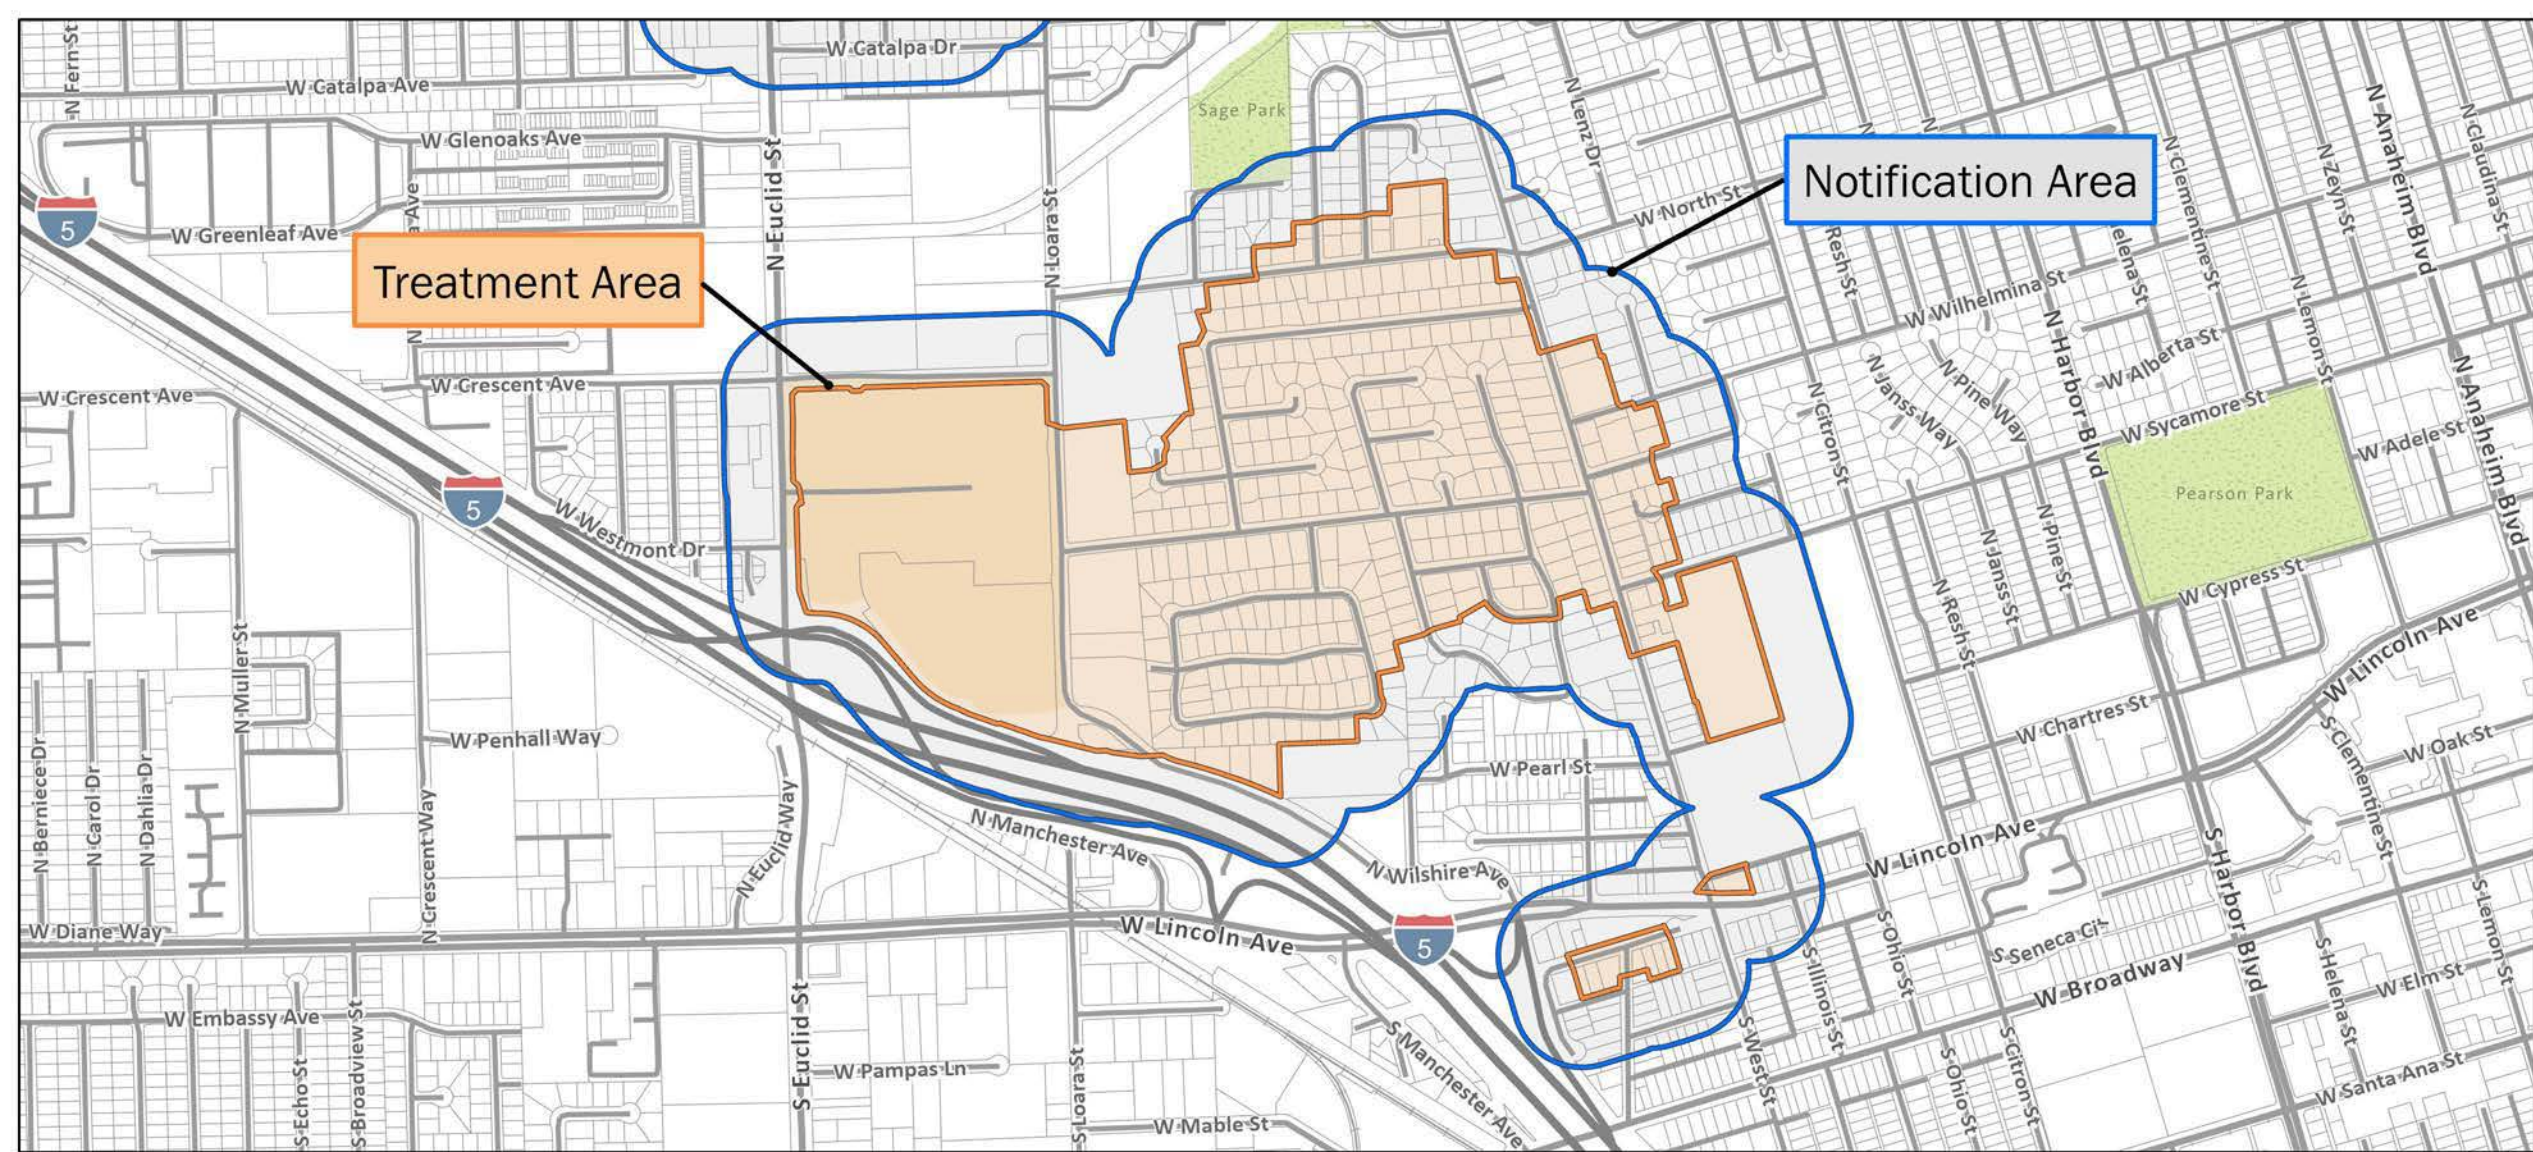 N Fern St
W Catalpa Dr
W Catalpa Ave
W Glenoaks Ave
Sage Park
N Lenz Dr
N Anaheim Blvd
N Claudina St
N Clementine St
N Zeyn St
Notification Area
N Euclid St
N Loara St
W North St
5
W Greenleaf Ave
Ave
Treatment Area
Resh St
elena St
N Lemon St
W Wilhelmina St
N Harbor Blvd
W Alberta St
N
W Crescent Ave
W Crescent Ave
N Citron St
N Janss Way
N Pine Way
W Sycamore St
W Adele St
N Anaheim Blvd
5
Pearson Park
W Westmont Dr
N Pine St
N Janss St
N Resh St
W Cypress St
W Lincoln Ave
N Muller St
W Penhall Way
W Chartres St
S Clementine St
W Oak St
W Pearl St
N Berniece Dr
N Carol Dr
N Dahlia Dr
N Crescent Way
N Euclid Way
N Manchester Ave
N Wilshire Ave
W Lincoln Ave
S Harbor Blvd
W Diane Way
W Lincoln Ave
5
S Ohio St
S Seneca Cir
S Lemon St
S Illinois St
W Broadway
S Helena St
W Elm St
W Embassy Ave
S Echo St
S Broadview St
S Euclid St
W Pampas Ln
S Loara St
W Mable St
S Manchester Ave
S West St
S Ohio St
S Citron St
W Santa Ana St